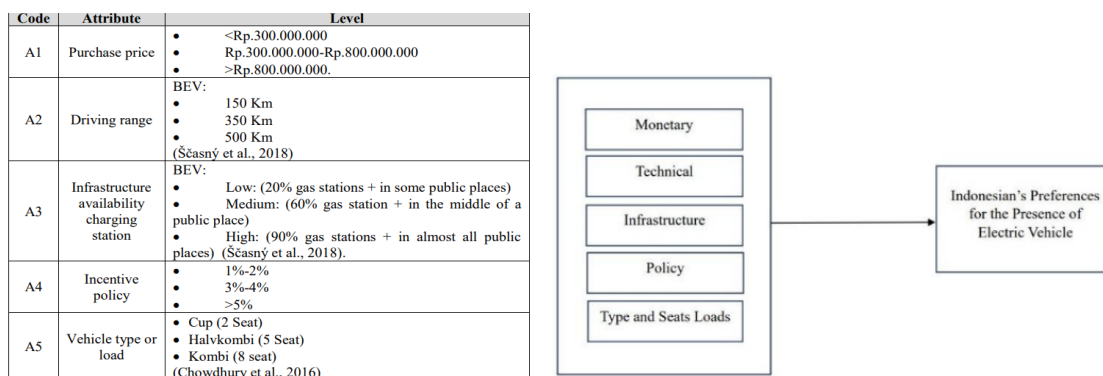 Code Attribute Level
A1 Purchase price
• <Rp.300.000.000
• Rp.300.000.000-Rp.800.000.000
• >Rp.800.000.000.
A2 Driving range
BEV:
• 150 Km
• 350 Km
• 500 Km
(Ščasný et al., 2018)
A3
Infrastructure
availability
charging
station
BEV:
• Low: (20% gas stations + in some public places)
• Medium: (60% gas station + in the middle of a
public place)
• High: (90% gas stations + in almost all public
places) (Ščasný et al., 2018).
A4
Incentive
policy
• 1%-2%
• 3%-4%
• >5%
A5
Vehicle type or
load
• Cup (2 Seat)
• Halvkombi (5 Seat)
• Kombi (8 seat)
(Chowdhury et al., 2016)
Monetary
Technical
Infrastructure
Policy
Type and Seats Loads
Indonesian's Preferences
for the Presence of
Electric Vehicle